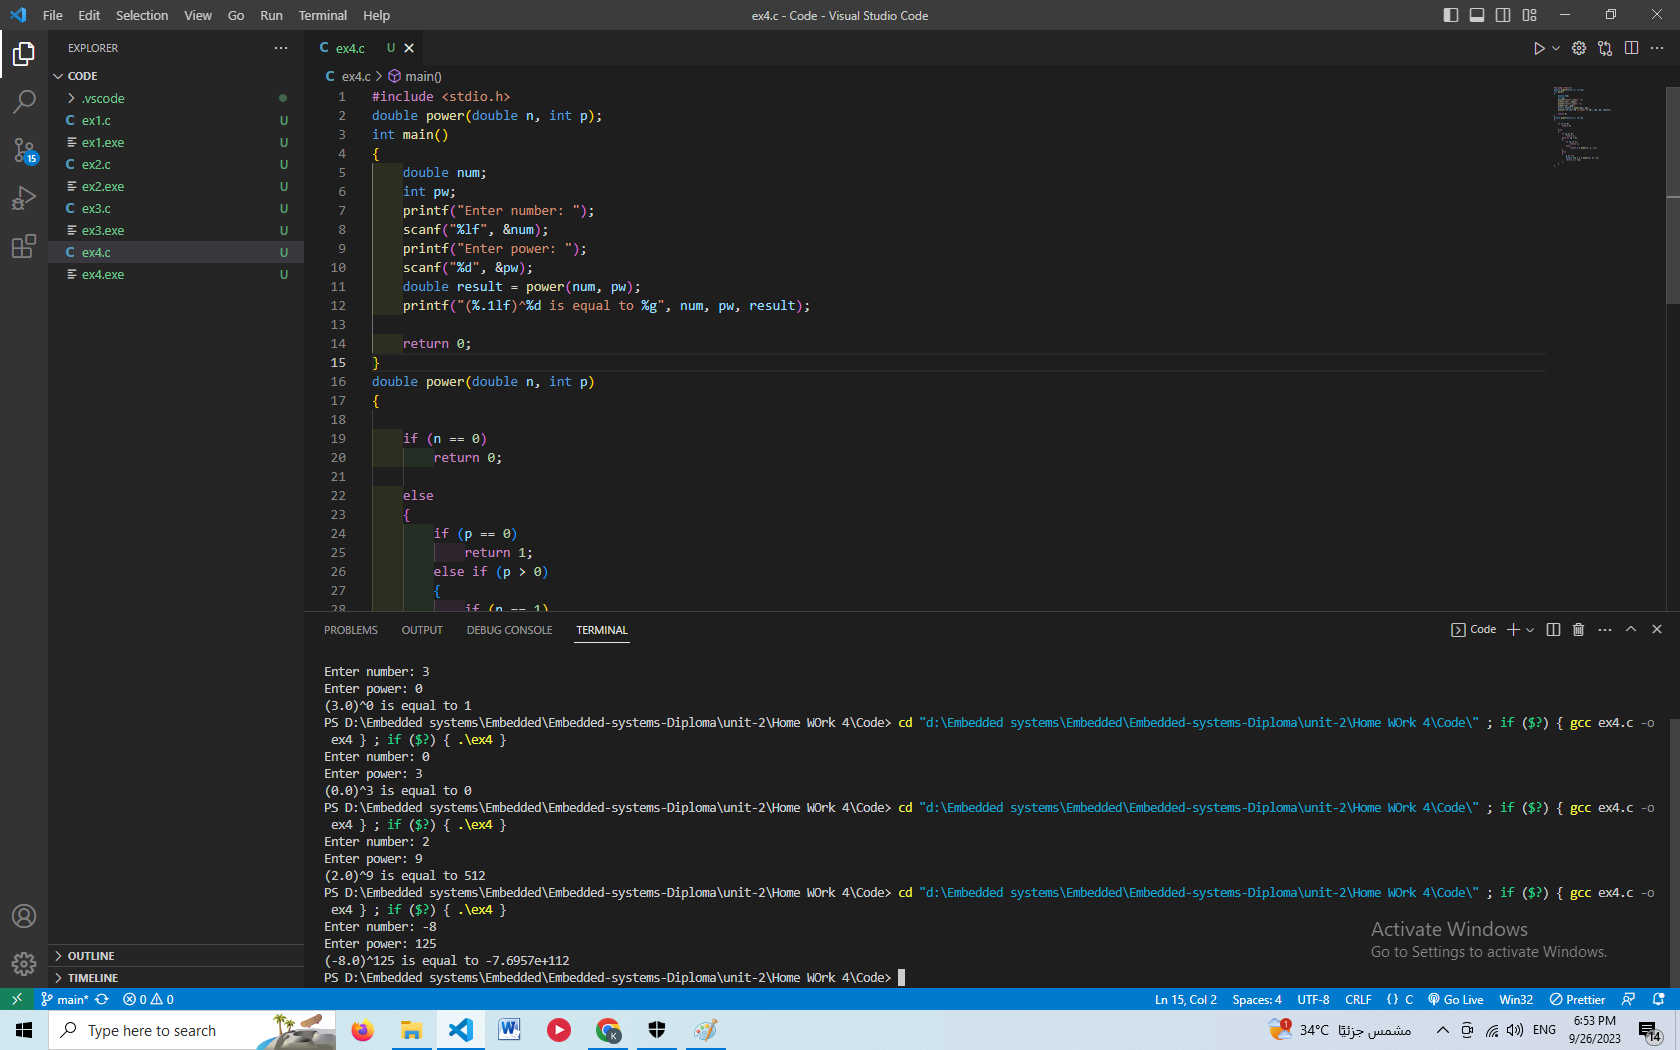 File Edit Selection View Go Run Terminal Help
ex4.c - Code - Visual Studio Code
EXPLORER
CODE
.vscode
ex1.c U
ex1.exe U
ex2.c U
ex2.exe U
ex3.c U
ex3.exe U
ex4.c U
ex4.exe U
OUTLINE
TIMELINE
15
C ex4.c U
C ex4.c > main()
1 #include <stdio.h>
2 double power(double n, int p);
3 int main()
4 {
5 double num;
6 int pw;
7 printf("Enter number: ");
8 scanf("%lf", &num);
9 printf("Enter power: ");
10 scanf("%d", &pw);
11 double result = power(num, pw);
12 printf("(%.1lf)^%d is equal to %g", num, pw, result);
13
14 return 0;
15 }
16 double power(double n, int p)
17 {
18
19 if (n == 0)
20 return 0;
21
22 else
23 {
24 if (p == 0)
25 return 1;
26 else if (p > 0)
27 {
28 if (n == 1)
PROBLEMS OUTPUT DEBUG CONSOLE TERMINAL
Code
Enter number: 3
Enter power: 0
(3.0)^0 is equal to 1
PS D:\Embedded systems\Embedded\Embedded-systems-Diploma\unit-2\Home WOrk 4\Code> cd "d:\Embedded systems\Embedded\Embedded-systems-Diploma\unit-2\Home WOrk 4\Code\" ; if ($?) { gcc ex4.c -o
ex4 } ; if ($?) { .\ex4 }
Enter number: 0
Enter power: 3
(0.0)^3 is equal to 0
PS D:\Embedded systems\Embedded\Embedded-systems-Diploma\unit-2\Home WOrk 4\Code> cd "d:\Embedded systems\Embedded\Embedded-systems-Diploma\unit-2\Home WOrk 4\Code\" ; if ($?) { gcc ex4.c -o
ex4 } ; if ($?) { .\ex4 }
Enter number: 2
Enter power: 9
(2.0)^9 is equal to 512
PS D:\Embedded systems\Embedded\Embedded-systems-Diploma\unit-2\Home WOrk 4\Code> cd "d:\Embedded systems\Embedded\Embedded-systems-Diploma\unit-2\Home WOrk 4\Code\" ; if ($?) { gcc ex4.c -o
ex4 } ; if ($?) { .\ex4 }
Enter number: -8
Enter power: 125
(-8.0)^125 is equal to -7.6957e+112
PS D:\Embedded systems\Embedded\Embedded-systems-Diploma\unit-2\Home WOrk 4\Code>
Activate Windows
Go to Settings to activate Windows.
main* 0 0
Ln 15, Col 2 Spaces: 4 UTF-8 CRLF {} C Go Live Win32 Prettier
Type here to search
1 34°C مشمس جزئيًا ENG
6:53 PM
9/26/2023
14